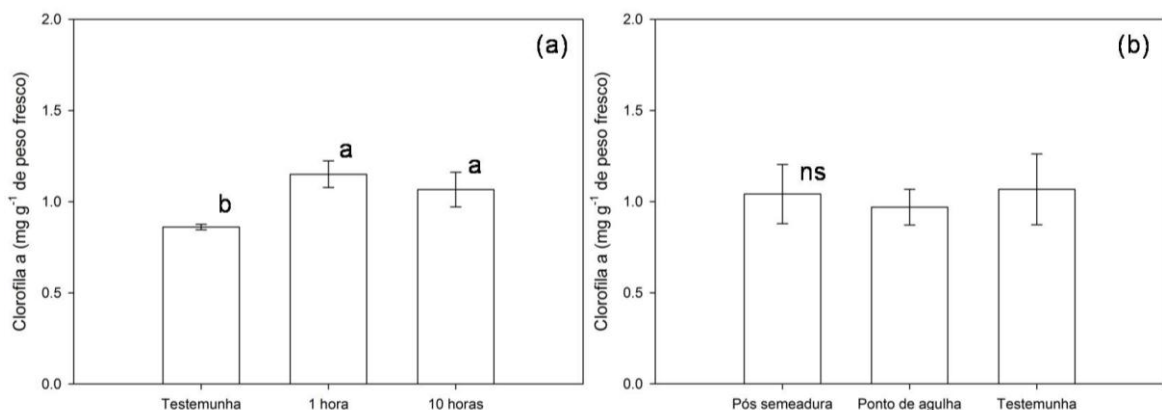 Clorofila a (mg g⁻¹ de peso fresco)
2.0
1.5
1.0
0.5
0.0
(a)
b
a
a
Testemunha 1 hora 10 horas
Clorofila a (mg g⁻¹ de peso fresco)
2.0
1.5
1.0
0.5
0.0
(b)
ns
Pós semeadura Ponto de agulha Testemunha